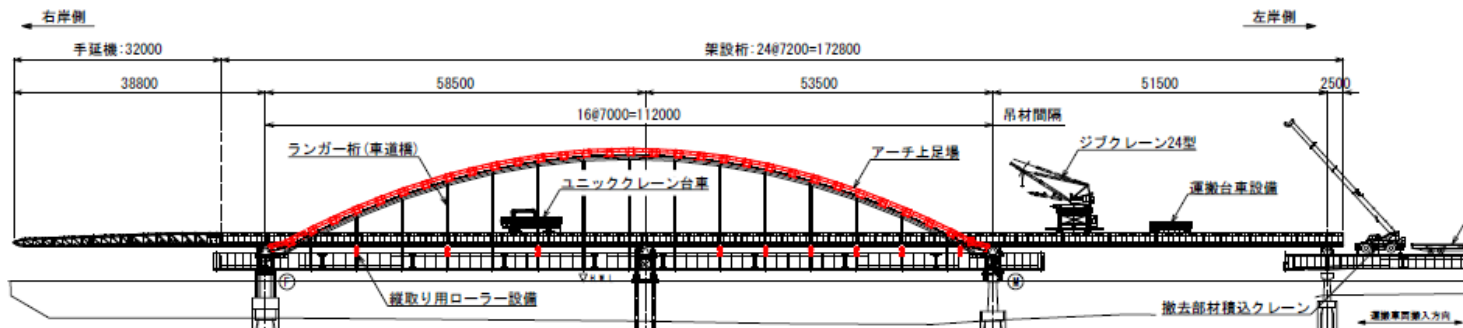 右岸側
左岸側
手延機:32000
架設桁:24@7200=172800
38800
58500
53500
51500
2500
16@7000=112000
吊材間隔
ランガー桁(車道橋)
アーチ上足場
ジブクレーン24型
ユニッククレーン台車
運搬台車設備
H.W.L
F
M
縦取り用ローラー設備
撤去部材積込クレーン
運搬車両搬入方向